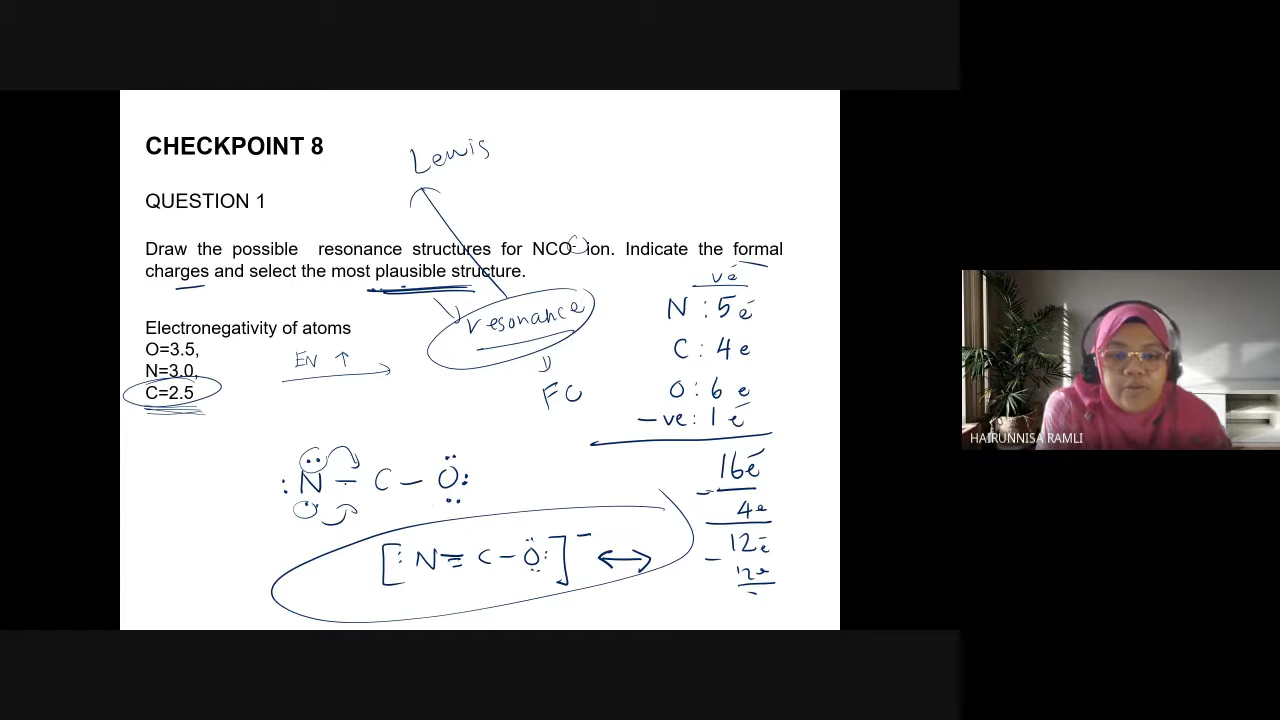 CHECKPOINT 8
Lewis
QUESTION 1
Draw the possible resonance structures for NCO- ion. Indicate the formal
charges and select the most plausible structure.
resonance
FC
Electronegativity of atoms
O=3.5,
N=3.0,
C=2.5
EN ↑
ve
N : 5e
C : 4e
O : 6e
-ve : 1e
16e
- 4e
12e
- 12e
:N - C - O:
[:N≡C-O:]- ↔
HAIRUNNISA RAMLI